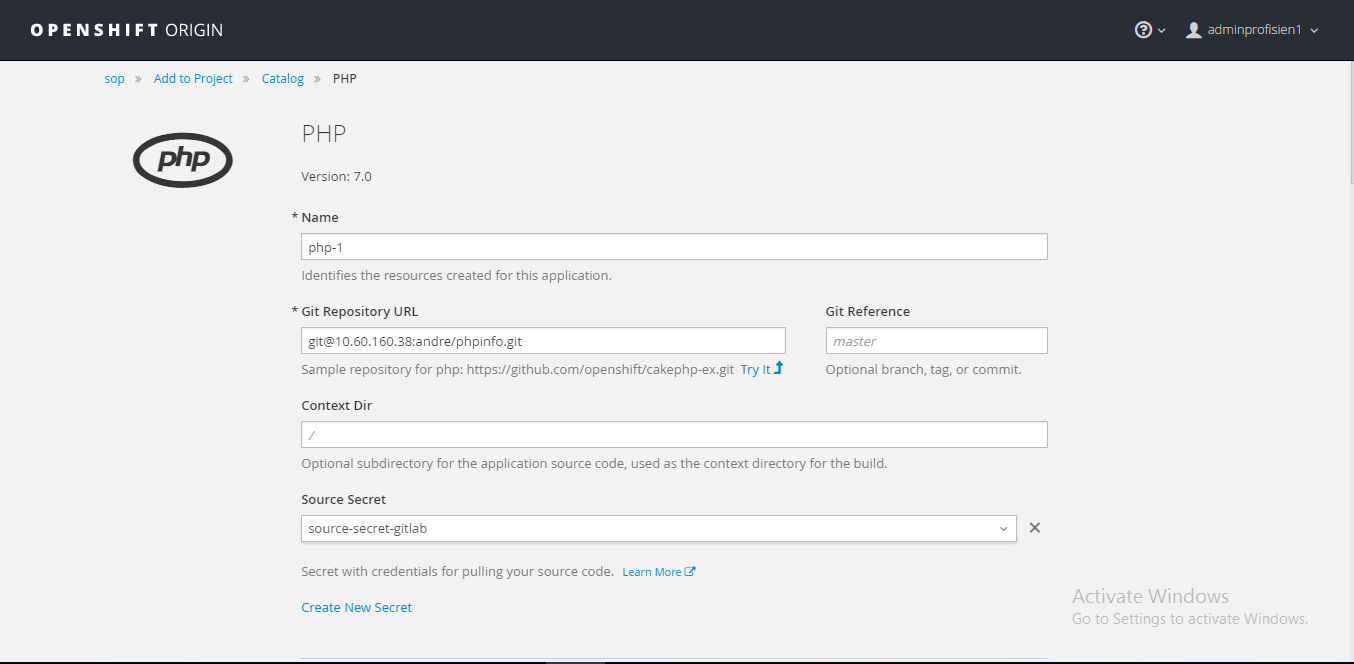 OPENSHIFT ORIGIN
adminprofisien1
sop » Add to Project » Catalog » PHP
php
PHP
Version: 7.0
* Name
php-1
Identifies the resources created for this application.
* Git Repository URL
Git Reference
git@10.60.160.38:andre/phpinfo.git
master
Sample repository for php: https://github.com/openshift/cakephp-ex.git Try It
Optional branch, tag, or commit.
Context Dir
/
Optional subdirectory for the application source code, used as the context directory for the build.
Source Secret
source-secret-gitlab
Secret with credentials for pulling your source code. Learn More
Create New Secret
Activate Windows
Go to Settings to activate Windows.